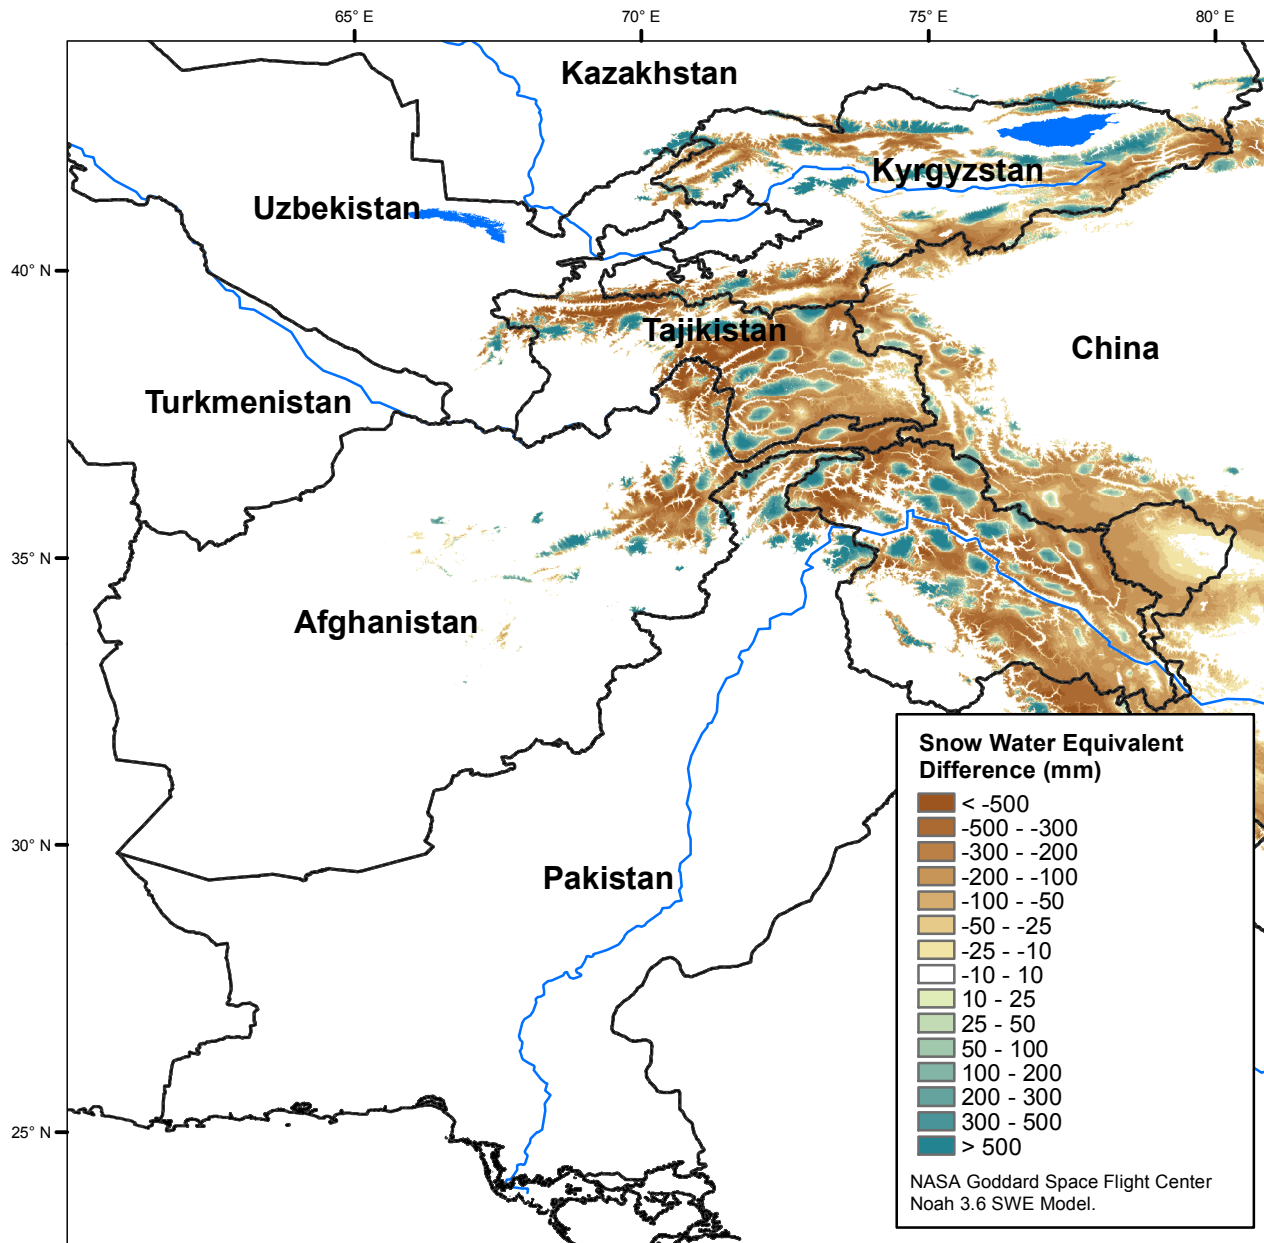 65° E
70° E
75° E
80° E
Kazakhstan
Kyrgyzstan
Uzbekistan
40° N
Tajikistan
China
Turkmenistan
35° N
Afghanistan
30° N
Pakistan
25° N
Snow Water Equivalent
Difference (mm)
< -500
-500 - -300
-300 - -200
-200 - -100
-100 - -50
-50 - -25
-25 - -10
-10 - 10
10 - 25
25 - 50
50 - 100
100 - 200
200 - 300
300 - 500
> 500
NASA Goddard Space Flight Center
Noah 3.6 SWE Model.